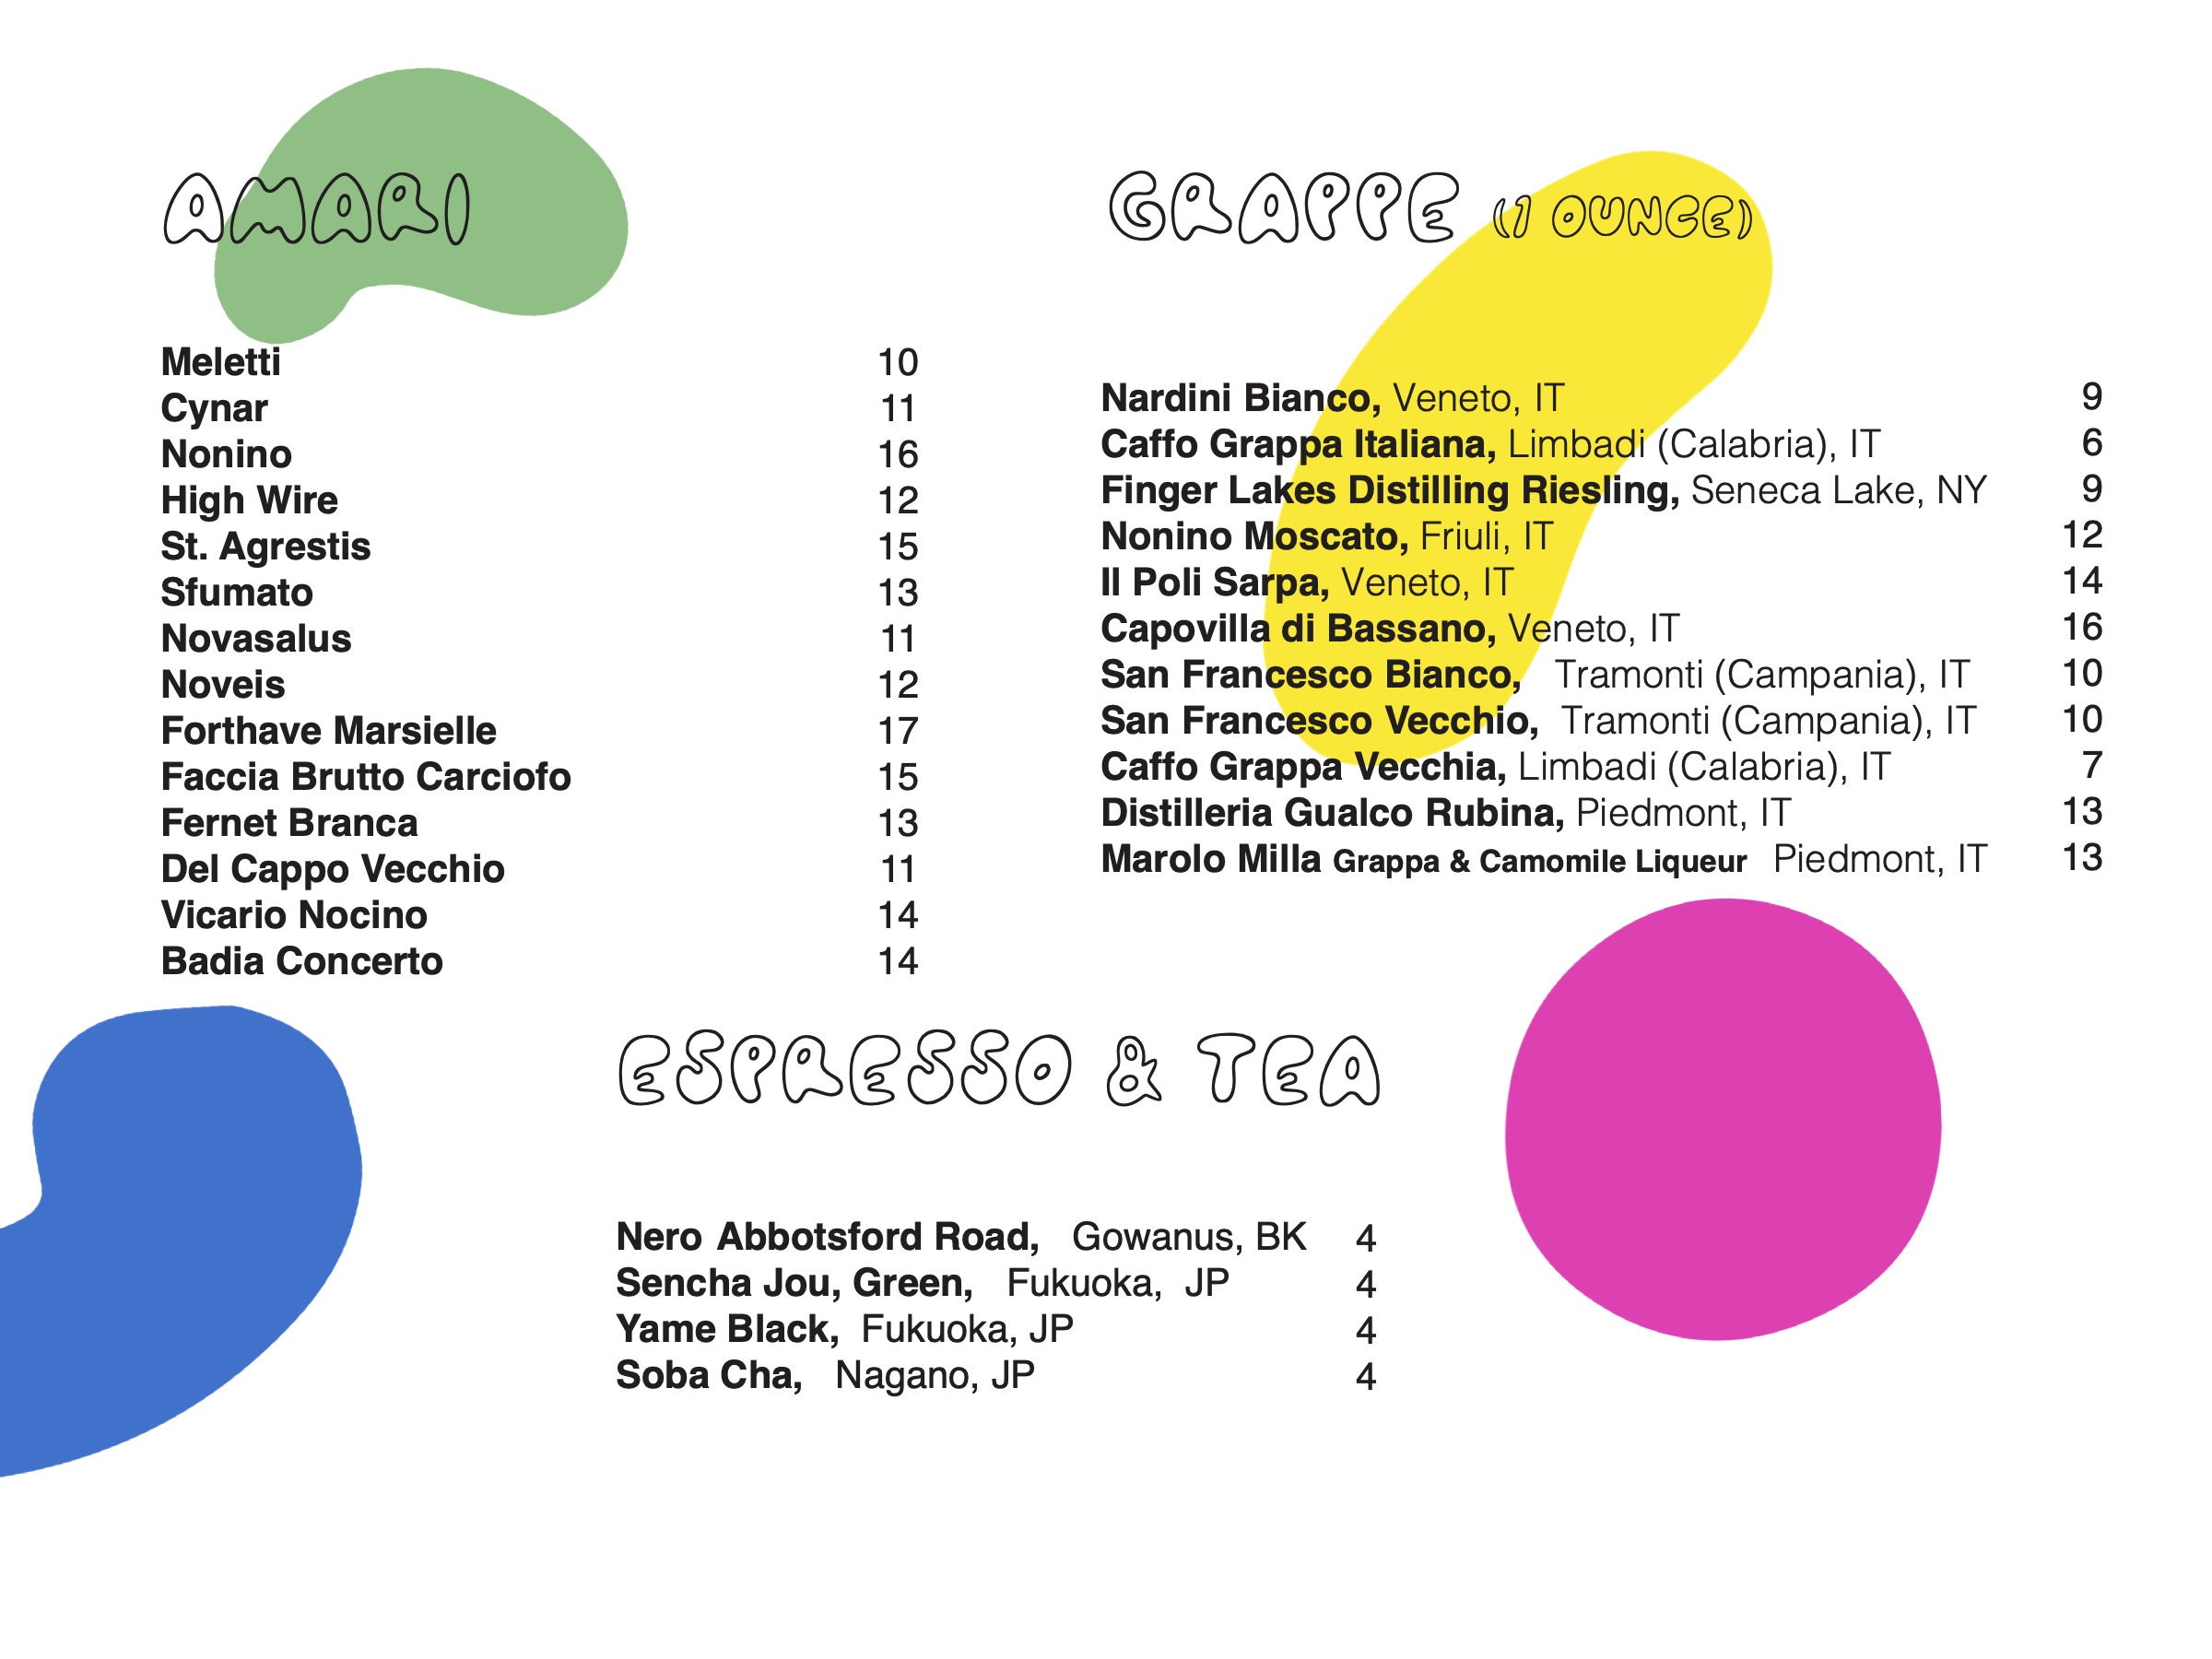 AMARI
Meletti 10
Cynar 11
Nonino 16
High Wire 12
St. Agrestis 15
Sfumato 13
Novasalus 11
Noveis 12
Forthave Marsielle 17
Faccia Brutto Carciofo 15
Fernet Branca 13
Del Cappo Vecchio 11
Vicario Nocino 14
Badia Concerto 14
GRAPPE (1 OUNCE)
Nardini Bianco, Veneto, IT 9
Caffo Grappa Italiana, Limbadi (Calabria), IT 6
Finger Lakes Distilling Riesling, Seneca Lake, NY 9
Nonino Moscato, Friuli, IT 12
Il Poli Sarpa, Veneto, IT 14
Capovilla di Bassano, Veneto, IT 16
San Francesco Bianco, Tramonti (Campania), IT 10
San Francesco Vecchio, Tramonti (Campania), IT 10
Caffo Grappa Vecchia, Limbadi (Calabria), IT 7
Distilleria Gualco Rubina, Piedmont, IT 13
Marolo Milla Grappa & Camomile Liqueur Piedmont, IT 13
ESPRESSO & TEA
Nero Abbotsford Road, Gowanus, BK 4
Sencha Jou, Green, Fukuoka, JP 4
Yame Black, Fukuoka, JP 4
Soba Cha, Nagano, JP 4